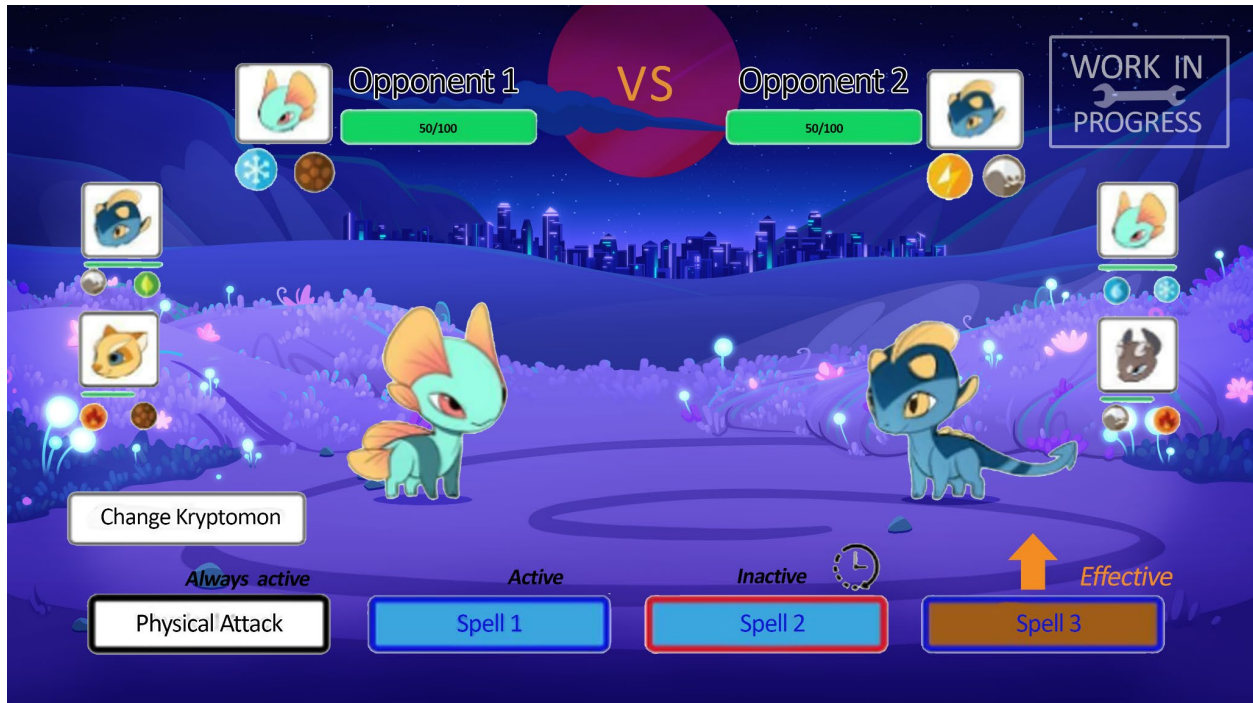 Opponent 1
VS
Opponent 2
WORK IN
PROGRESS
50/100
50/100
Change Kryptomon
Always active
Active
Inactive
Effective
Physical Attack
Spell 1
Spell 2
Spell 3